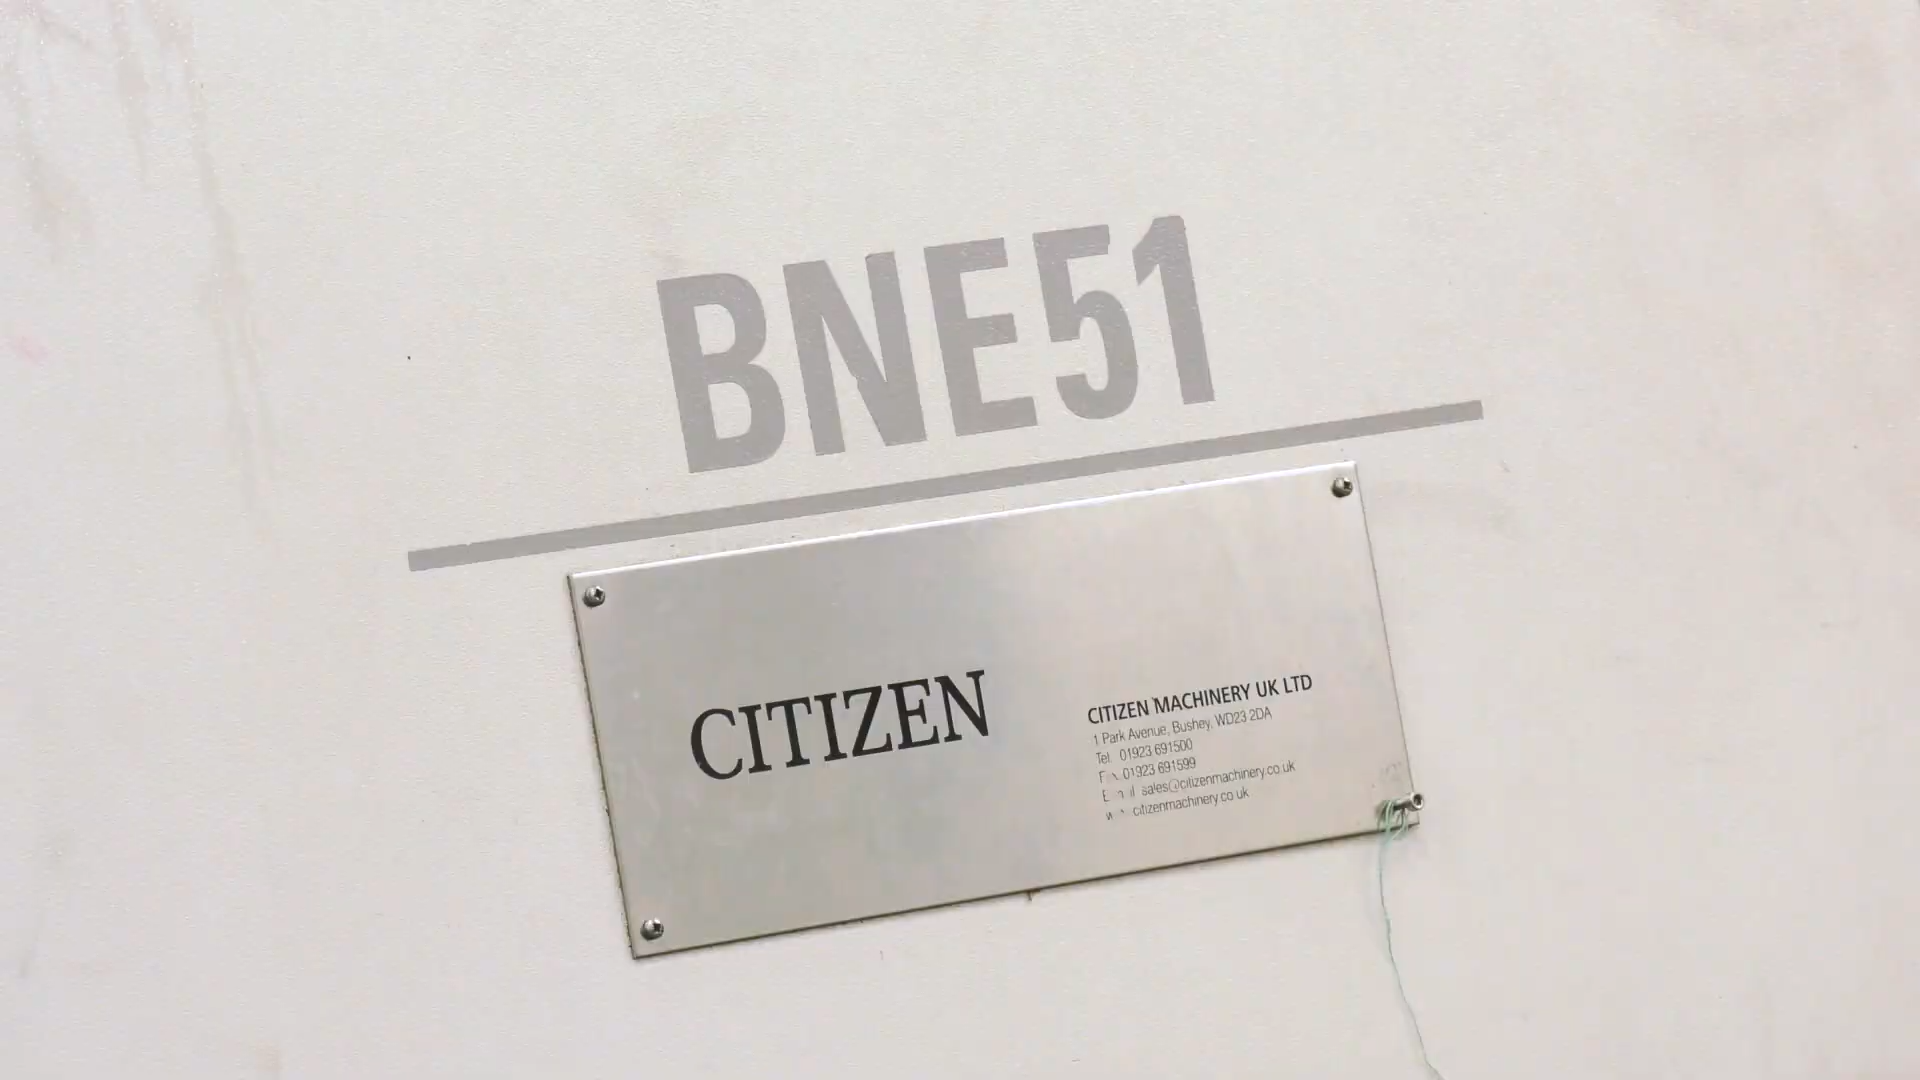 BNE51
CITIZEN
CITIZEN MACHINERY UK LTD
1 Park Avenue, Bushey, WD23 2DA
Tel. 01923 691500
01923 691599
sales@citizenmachinery.co.uk
citizenmachinery.co.uk